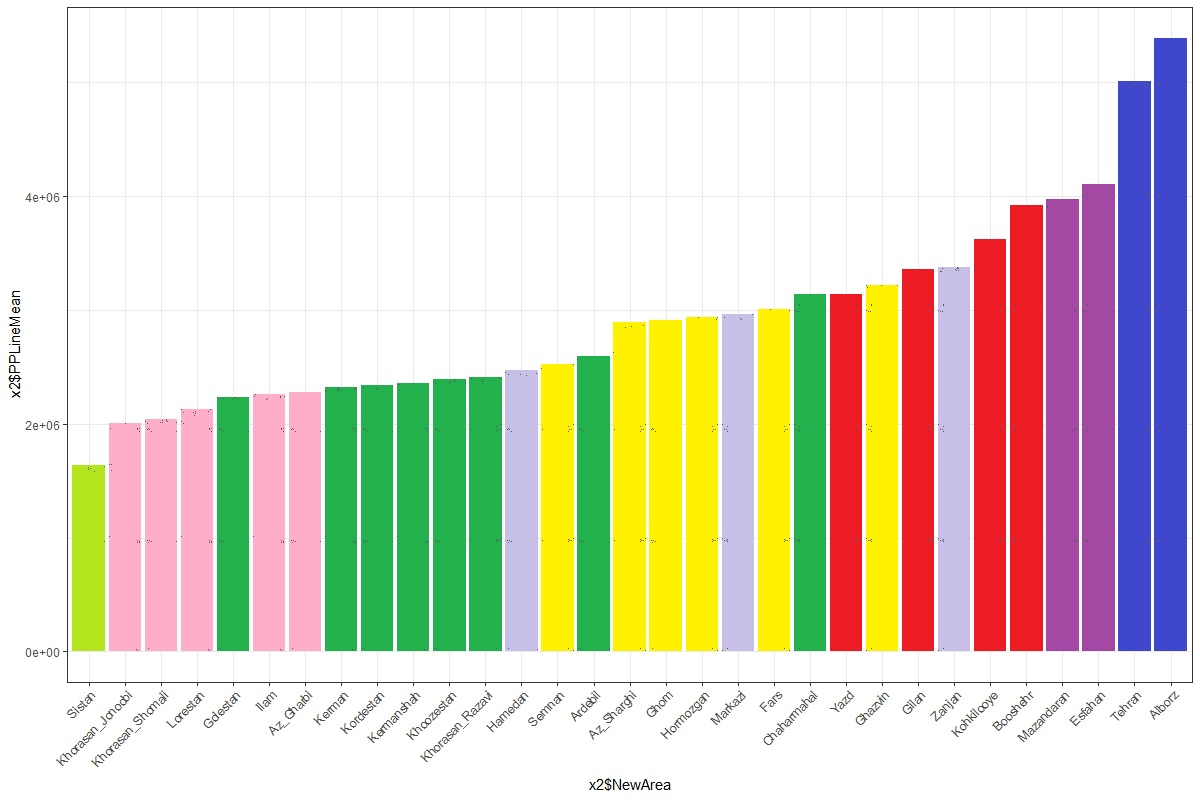 x2$PPLineMean
4e+06
2e+06
0e+00
Sistan
Khorasan_Jonoobi
Khorasan_Shomali
Lorestan
Golestan
Ilam
Az_Gharbi
Kerman
Kordestan
Kermanshah
Khoozestan
Khorasan_Razavi
Hamedan
Semnan
Ardebil
Az_Sharghi
Ghom
Hormozgan
Markazi
Fars
Chaharmahal
Yazd
Ghazvin
Gilan
Zanjan
Kohkilooye
Booshehr
Mazandaran
Esfahan
Tehran
Alborz
x2$NewArea